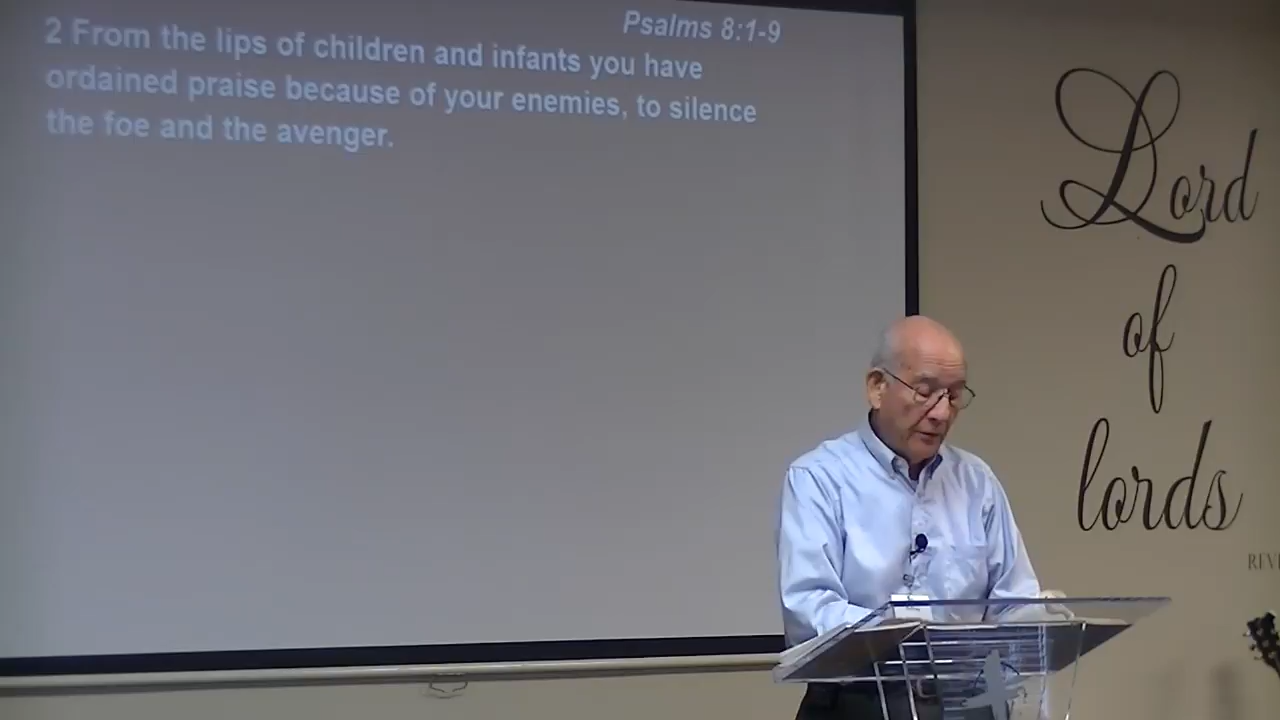 Psalms 8:1-9
2 From the lips of children and infants you have
ordained praise because of your enemies, to silence
the foe and the avenger.
Lord
of
lords